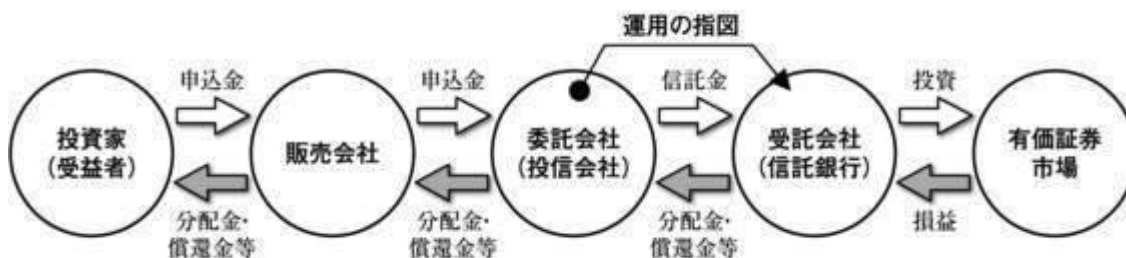 運用の指図
申込金
申込金
信託金
投資
投資家
(受益者)
販売会社
委託会社
(投信会社)
受託会社
(信託銀行)
有価証券
市場
分配金・
償還金等
分配金・
償還金等
分配金・
償還金等
損益